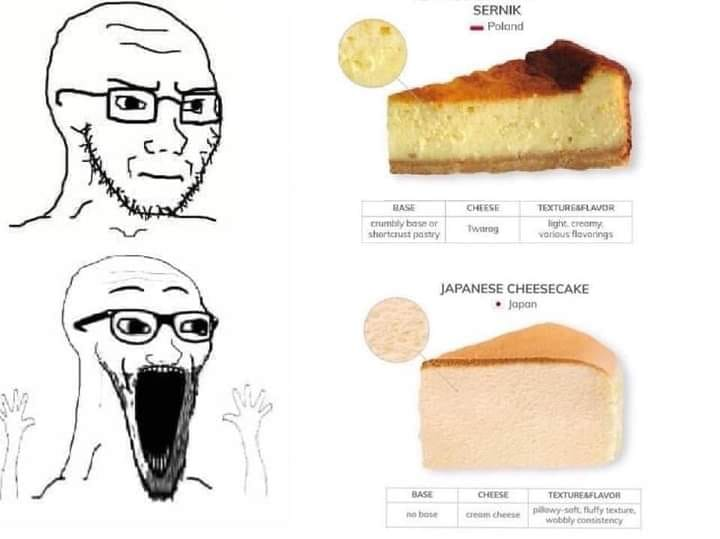 SERNIK
Poland
BASE CHEESE TEXTURE&FLAVOR
crumbly base or shortcrust pastry Twarog light, creamy, various flavorings
JAPANESE CHEESECAKE
Japan
BASE CHEESE TEXTURE&FLAVOR
no base cream cheese pillowy-soft, fluffy texture, wobbly consistency